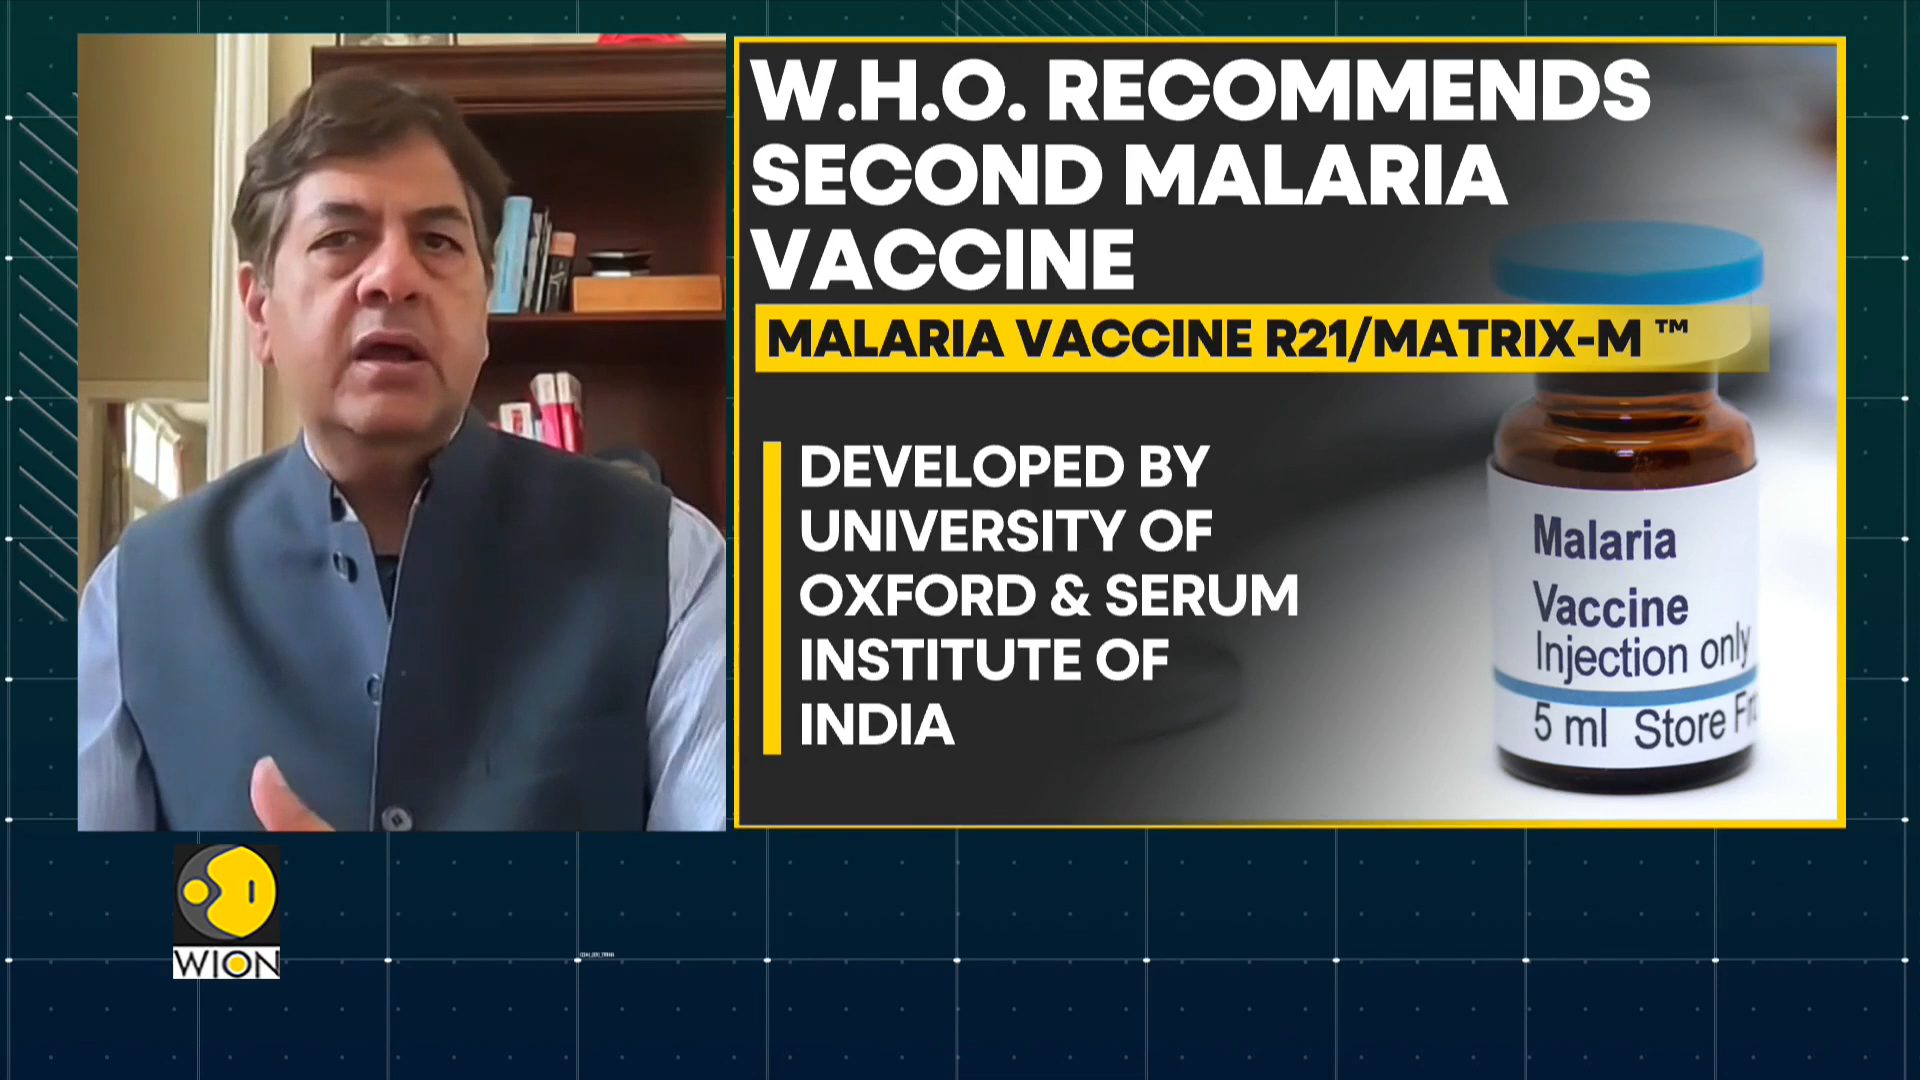 W.H.O. RECOMMENDS
SECOND MALARIA
VACCINE
MALARIA VACCINE R21/MATRIX-M ™
DEVELOPED BY
UNIVERSITY OF
OXFORD & SERUM
INSTITUTE OF
INDIA
Malaria
Vaccine
Injection only
5 ml Store
WION